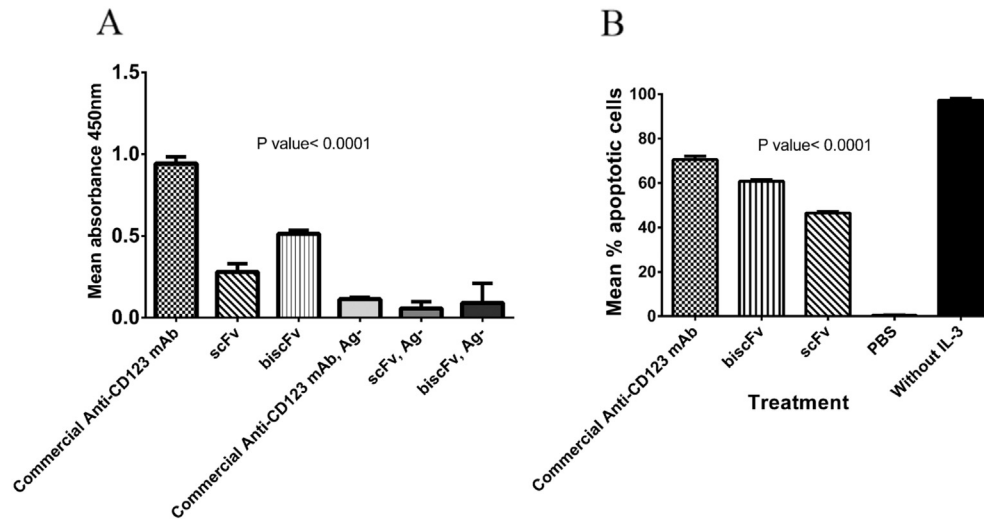 A
Mean absorbance 450nm
1.5
1.0
0.5
0.0
P value< 0.0001
Commercial Anti-CD123 mAb
scFv
biscFv
Commercial Anti-CD123 mAb, Ag-
scFv, Ag-
biscFv, Ag-
B
Mean % apoptotic cells
100
80
60
40
20
0
P value< 0.0001
Commercial Anti-CD123 mAb
biscFv
scFv
PBS
Without IL-3
Treatment